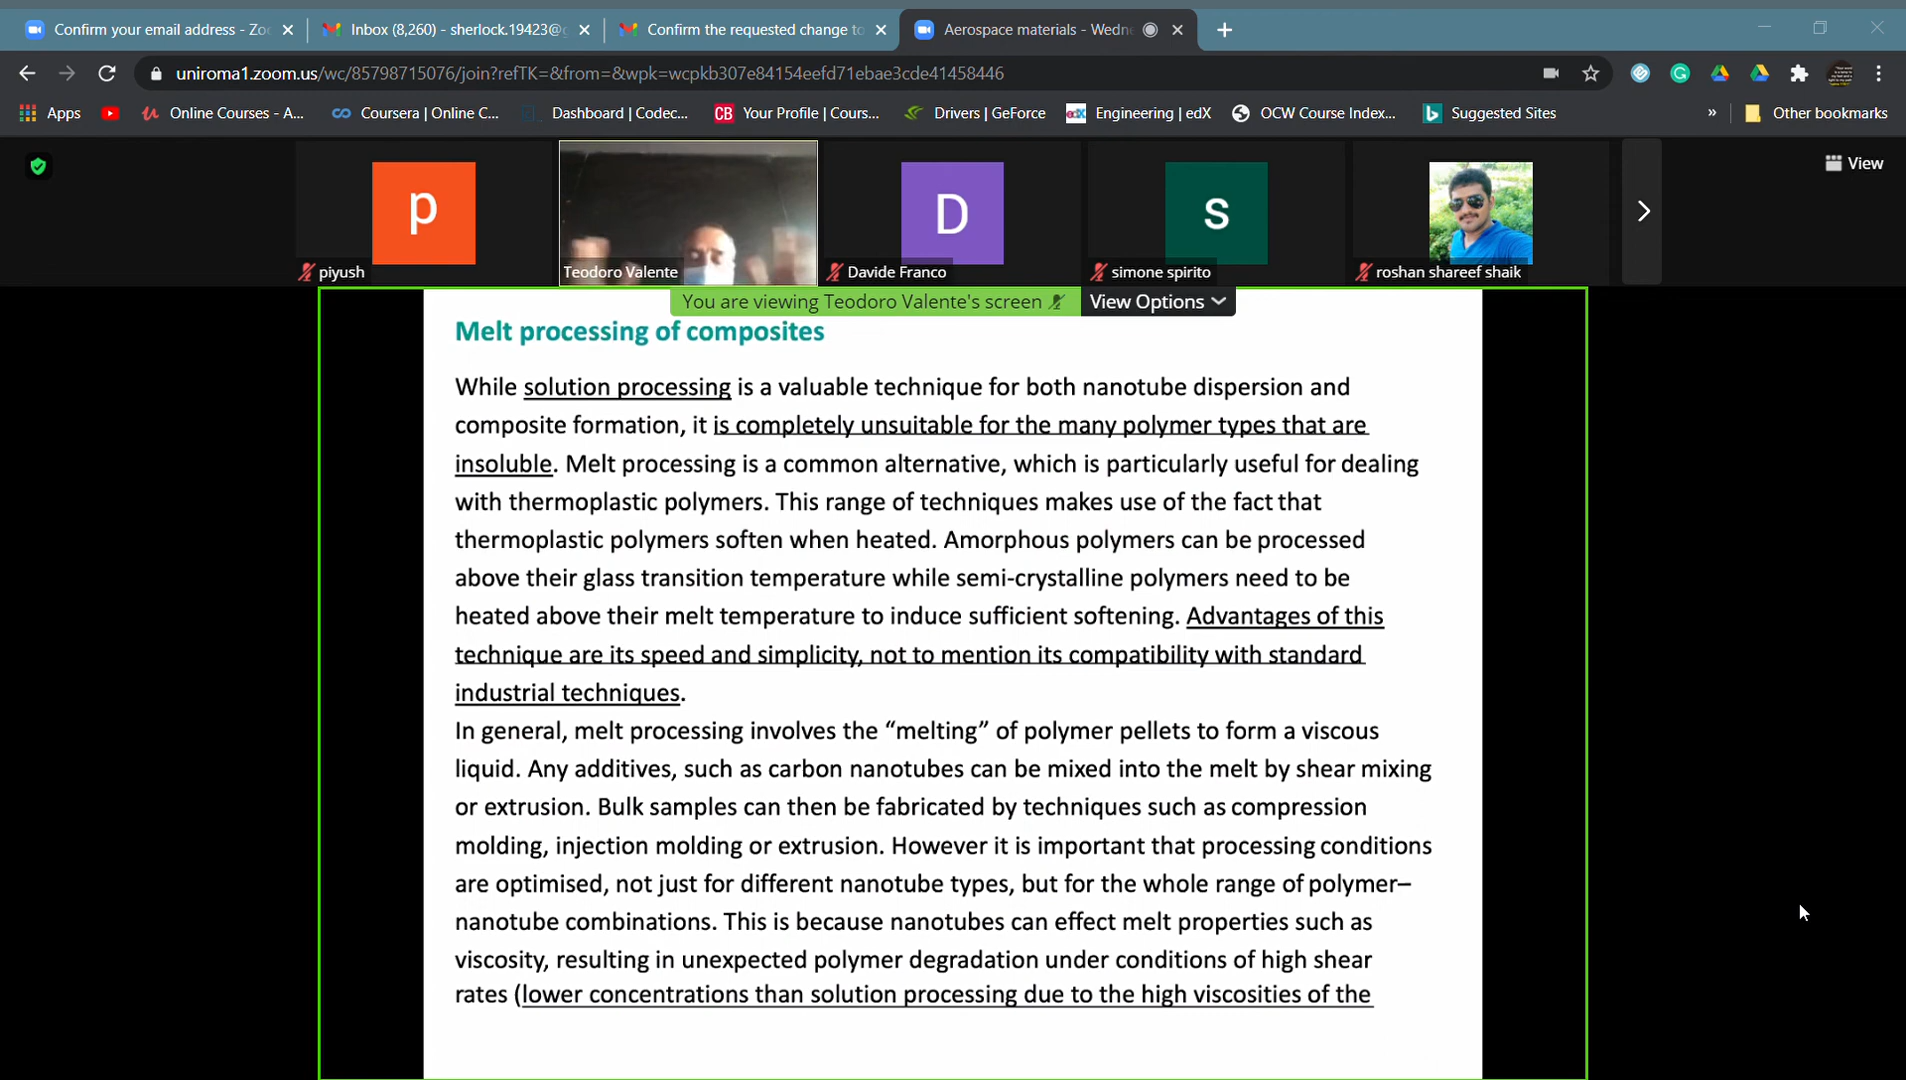 Confirm your email address - Zo
Inbox (8,260) - sherlock.19423@
Confirm the requested change to
Aerospace materials - Wedn
uniroma1.zoom.us/wc/85798715076/join?refTK=&from=&wpk=wcpkb307e84154eefd71ebae3cde41458446
Apps
Online Courses - A...
Coursera | Online C...
Dashboard | Codec...
CB Your Profile | Cours...
Drivers | GeForce
edX Engineering | edX
OCW Course Index...
Suggested Sites
»
Other bookmarks
p
D
s
View
piyush
Teodoro Valente
Davide Franco
simone spirito
roshan shareef shaik
You are viewing Teodoro Valente's screen
View Options
Melt processing of composites
While solution processing is a valuable technique for both nanotube dispersion and
composite formation, it is completely unsuitable for the many polymer types that are
insoluble. Melt processing is a common alternative, which is particularly useful for dealing
with thermoplastic polymers. This range of techniques makes use of the fact that
thermoplastic polymers soften when heated. Amorphous polymers can be processed
above their glass transition temperature while semi-crystalline polymers need to be
heated above their melt temperature to induce sufficient softening. Advantages of this
technique are its speed and simplicity, not to mention its compatibility with standard
industrial techniques.
In general, melt processing involves the “melting” of polymer pellets to form a viscous
liquid. Any additives, such as carbon nanotubes can be mixed into the melt by shear mixing
or extrusion. Bulk samples can then be fabricated by techniques such as compression
molding, injection molding or extrusion. However it is important that processing conditions
are optimised, not just for different nanotube types, but for the whole range of polymer–
nanotube combinations. This is because nanotubes can effect melt properties such as
viscosity, resulting in unexpected polymer degradation under conditions of high shear
rates (lower concentrations than solution processing due to the high viscosities of the